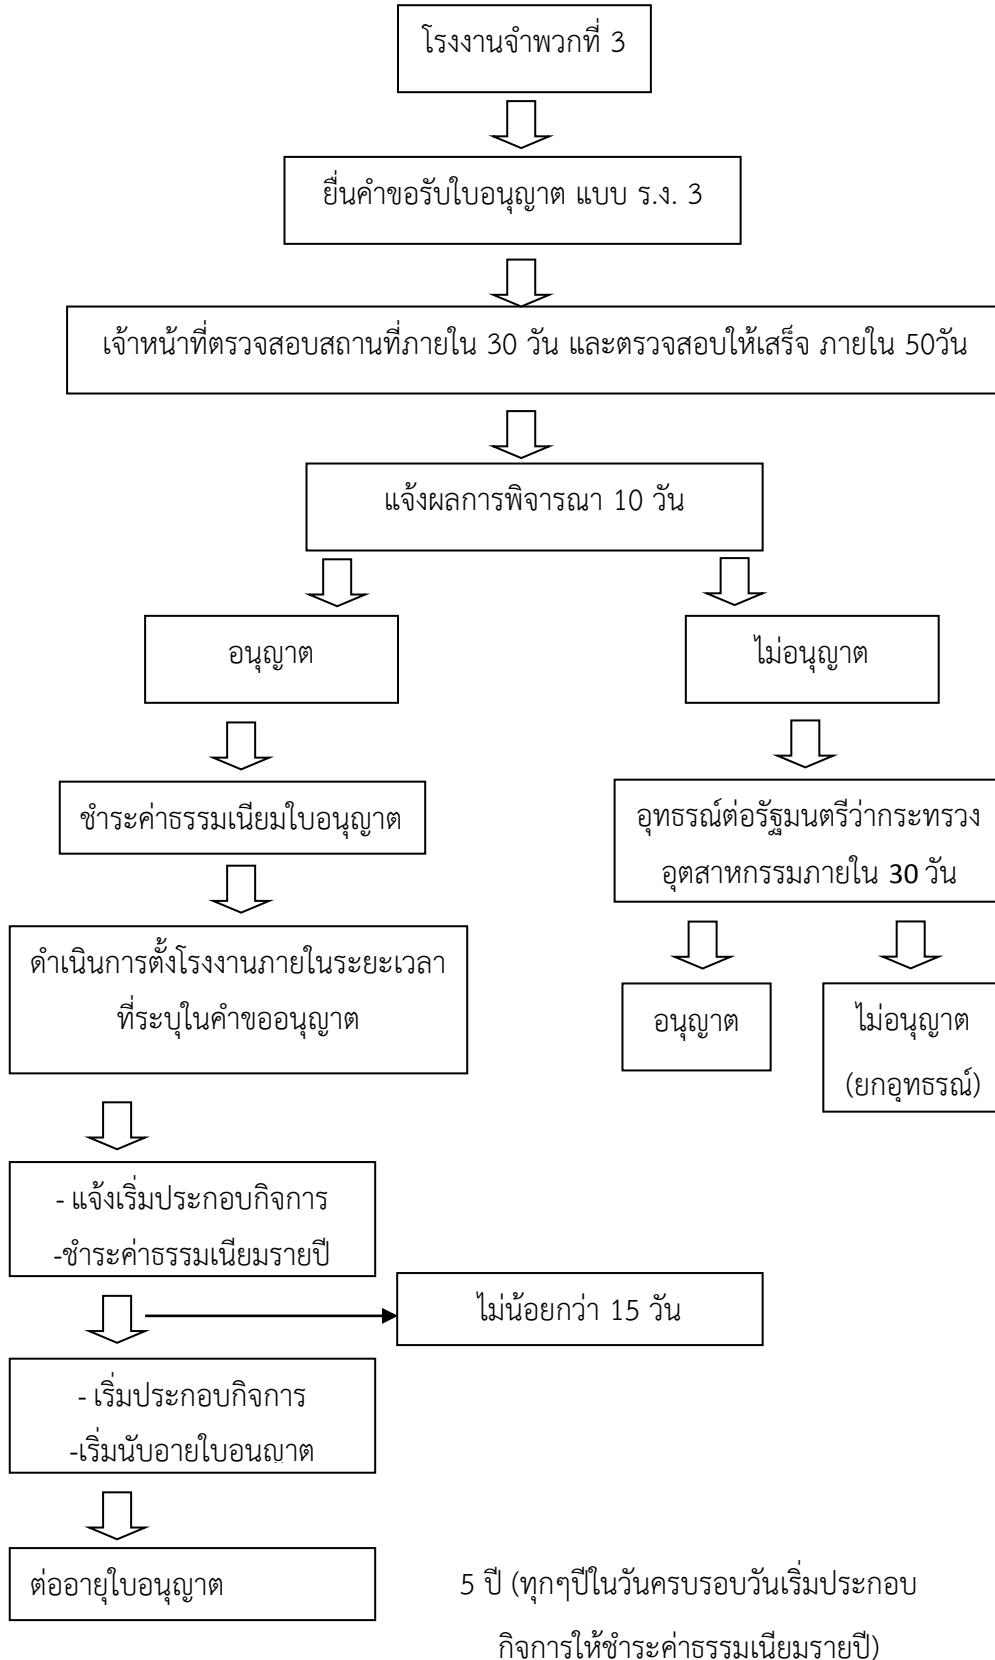 โรงงานจำพวกที่ 3
ยื่นคำขอรับใบอนุญาต แบบ ร.ง. 3
เจ้าหน้าที่ตรวจสอบสถานที่ภายใน 30 วัน และตรวจสอบให้เสร็จ ภายใน 50วัน
แจ้งผลการพิจารณา 10 วัน
อนุญาต
ไม่อนุญาต
ชำระค่าธรรมเนียมใบอนุญาต
อุทธรณ์ต่อรัฐมนตรีว่ากระทรวง
อุตสาหกรรมภายใน 30 วัน
ดำเนินการตั้งโรงงานภายในระยะเวลา
ที่ระบุในคำขออนุญาต
อนุญาต
ไม่อนุญาต
(ยกอุทธรณ์)
- แจ้งเริ่มประกอบกิจการ
-ชำระค่าธรรมเนียมรายปี
ไม่น้อยกว่า 15 วัน
- เริ่มประกอบกิจการ
-เริ่มนับอายุใบอนุญาต
ต่ออายุใบอนุญาต
5 ปี (ทุกๆปีในวันครบรอบวันเริ่มประกอบ
กิจการให้ชำระค่าธรรมเนียมรายปี)